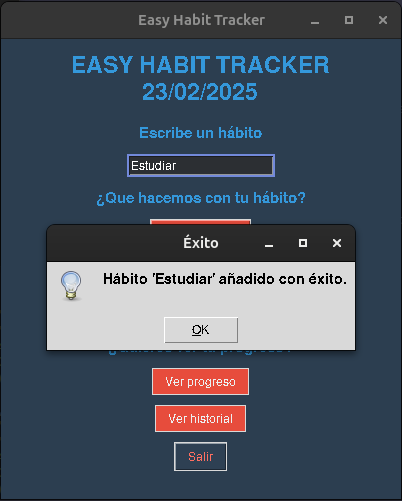 Easy Habit Tracker
EASY HABIT TRACKER
23/02/2025
Escribe un hábito
Estudiar
¿Que hacemos con tu hábito?
Éxito
Hábito 'Estudiar' añadido con éxito.
OK
Ver progreso
Ver historial
Salir